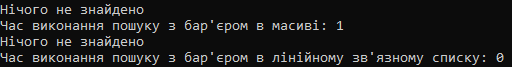 Нічого не знайдено
Час виконання пошуку з бар'єром в масиві: 1
Нічого не знайдено
Час виконання пошуку з бар'єром в лінійному зв'язному списку: 0